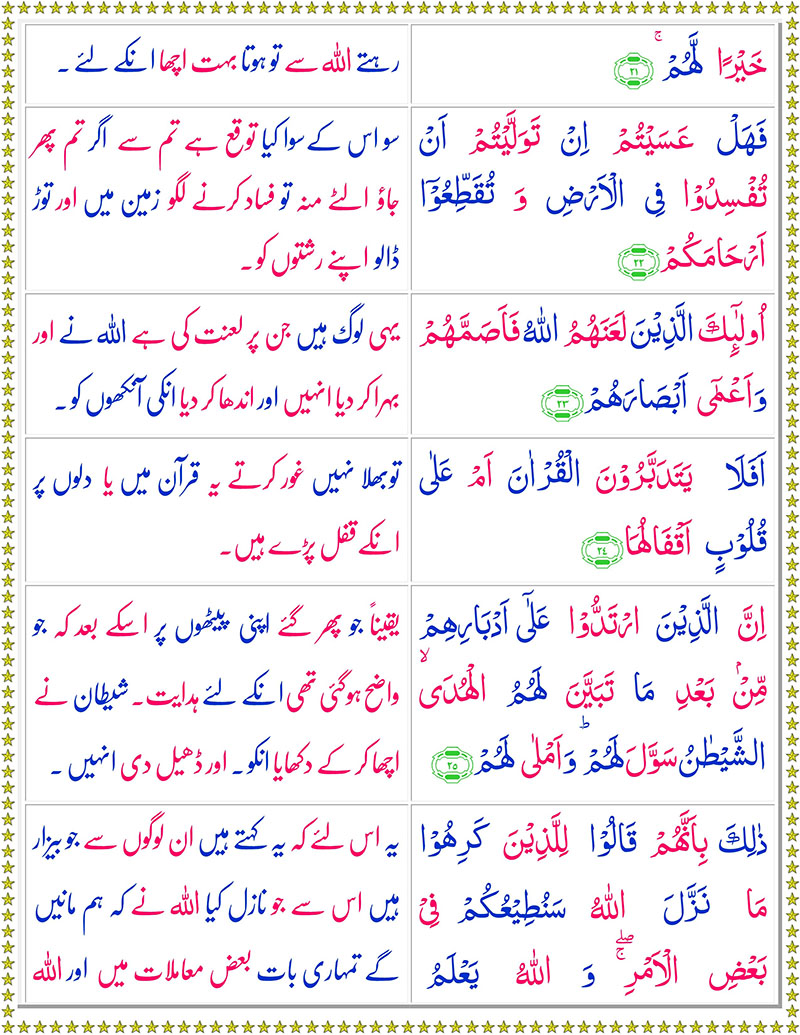 خَيْرًا لَّهُمْ ۚ ٢١
رہتے اللہ سے تو ہوتا بہت اچھا انکے لئے ۔
فَهَلْ عَسَيْتُمْ اِنْ تَوَلَّيْتُمْ اَنْ
تُفْسِدُوْا فِى الْاَرْضِ وَ تُقَطِّعُوْۤا
اَرْحَامَكُمْ ٢٢
سو اس کے سوا کیا توقع ہے تم سے اگر تم پھر
جاؤ الٹے منہ تو فساد کرنے لگو زمین میں اور توڑ
ڈالو اپنے رشتوں کو۔
اُولٰٓئِكَ الَّذِيْنَ لَعَنَهُمُ اللّٰهُ فَاَصَمَّهُمْ
وَاَعْمٰٓى اَبْصَارَهُمْ ٢٣
یہی لوگ ہیں جن پر لعنت کی ہے اللہ نے اور
بہرا کر دیا انہیں اور اندھا کر دیا انکی آنکھوں کو ۔
اَفَلَا يَتَدَبَّرُوْنَ الْقُرْاٰنَ اَمْ عَلٰى
قُلُوْبٍ اَقْفَالُهَا ٢٤
تو بھلا نہیں غور کرتے یہ قرآن میں یا دلوں پر
انکے قفل پڑے ہیں۔
اِنَّ الَّذِيْنَ ارْتَدُّوْا عَلٰٓى اَدْبَارِهِمْ
مِّنْۢ بَعْدِ مَا تَبَيَّنَ لَهُمُ الْهُدَى ۙ
الشَّيْطٰنُ سَوَّلَ لَهُمْ ؕ وَاَمْلٰى لَهُمْ ٢٥
یقیناً جو پھر گئے اپنی پیٹھوں پر اسکے بعد کہ جو
واضح ہوگئی تھی انکے لئے ہدایت۔ شیطان نے
اچھا کر کے دکھایا انکو۔ اور ڈھیل دی انہیں ۔
ذٰلِكَ بِاَنَّهُمْ قَالُوْا لِلَّذِيْنَ كَرِهُوْا
مَا نَزَّلَ اللّٰهُ سَنُطِيْعُكُمْ فِىْ
بَعْضِ الْاَمْرِ ۖۚ وَ اللّٰهُ يَعْلَمُ
یہ اس لئے کہ یہ کہتے ہیں ان لوگوں سے جو بیزار
ہیں اس سے جو نازل کیا اللہ نے کہ ہم مانیں
گے تمہاری بات بعض معاملات میں اور اللہ